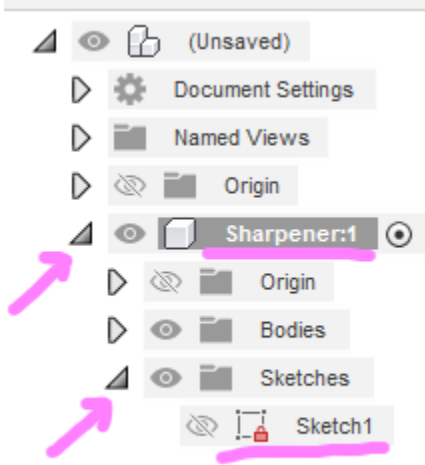 (Unsaved)
Document Settings
Named Views
Origin
Sharpener:1
Origin
Bodies
Sketches
Sketch1